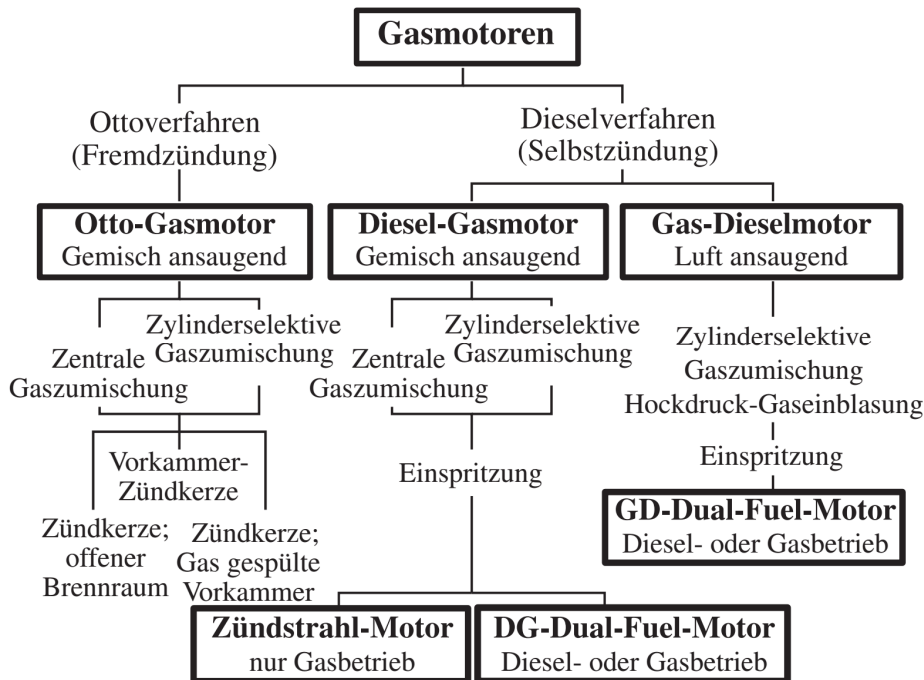 Gasmotoren
Ottoverfahren
(Fremdzündung)
Dieselverfahren
(Selbstzündung)
Otto-Gasmotor
Gemisch ansaugend
Diesel-Gasmotor
Gemisch ansaugend
Gas-Dieselmotor
Luft ansaugend
Zentrale
Gaszumischung
Zylinderselektive
Gaszumischung
Zentrale
Gaszumischung
Zylinderselektive
Gaszumischung
Zylinderselektive
Gaszumischung
Hockdruck-Gaseinblasung
Vorkammer-
Zündkerze
Einspritzung
Einspritzung
Zündkerze;
offener
Brennraum
Zündkerze;
Gas gespülte
Vorkammer
GD-Dual-Fuel-Motor
Diesel- oder Gasbetrieb
Zündstrahl-Motor
nur Gasbetrieb
DG-Dual-Fuel-Motor
Diesel- oder Gasbetrieb